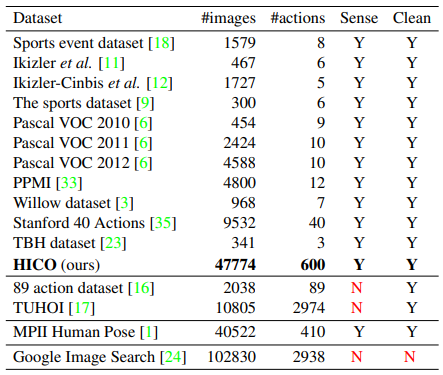 Dataset #images #actions Sense Clean
Sports event dataset [18] 1579 8 Y Y
Ikizler et al. [11] 467 6 Y Y
Ikizler-Cinbis et al. [12] 1727 5 Y Y
The sports dataset [9] 300 6 Y Y
Pascal VOC 2010 [6] 454 9 Y Y
Pascal VOC 2011 [6] 2424 10 Y Y
Pascal VOC 2012 [6] 4588 10 Y Y
PPMI [33] 4800 12 Y Y
Willow dataset [3] 968 7 Y Y
Stanford 40 Actions [35] 9532 40 Y Y
TBH dataset [23] 341 3 Y Y
HICO (ours) 47774 600 Y Y
89 action dataset [16] 2038 89 N Y
TUHOI [17] 10805 2974 N Y
MPII Human Pose [1] 40522 410 Y Y
Google Image Search [24] 102830 2938 N N